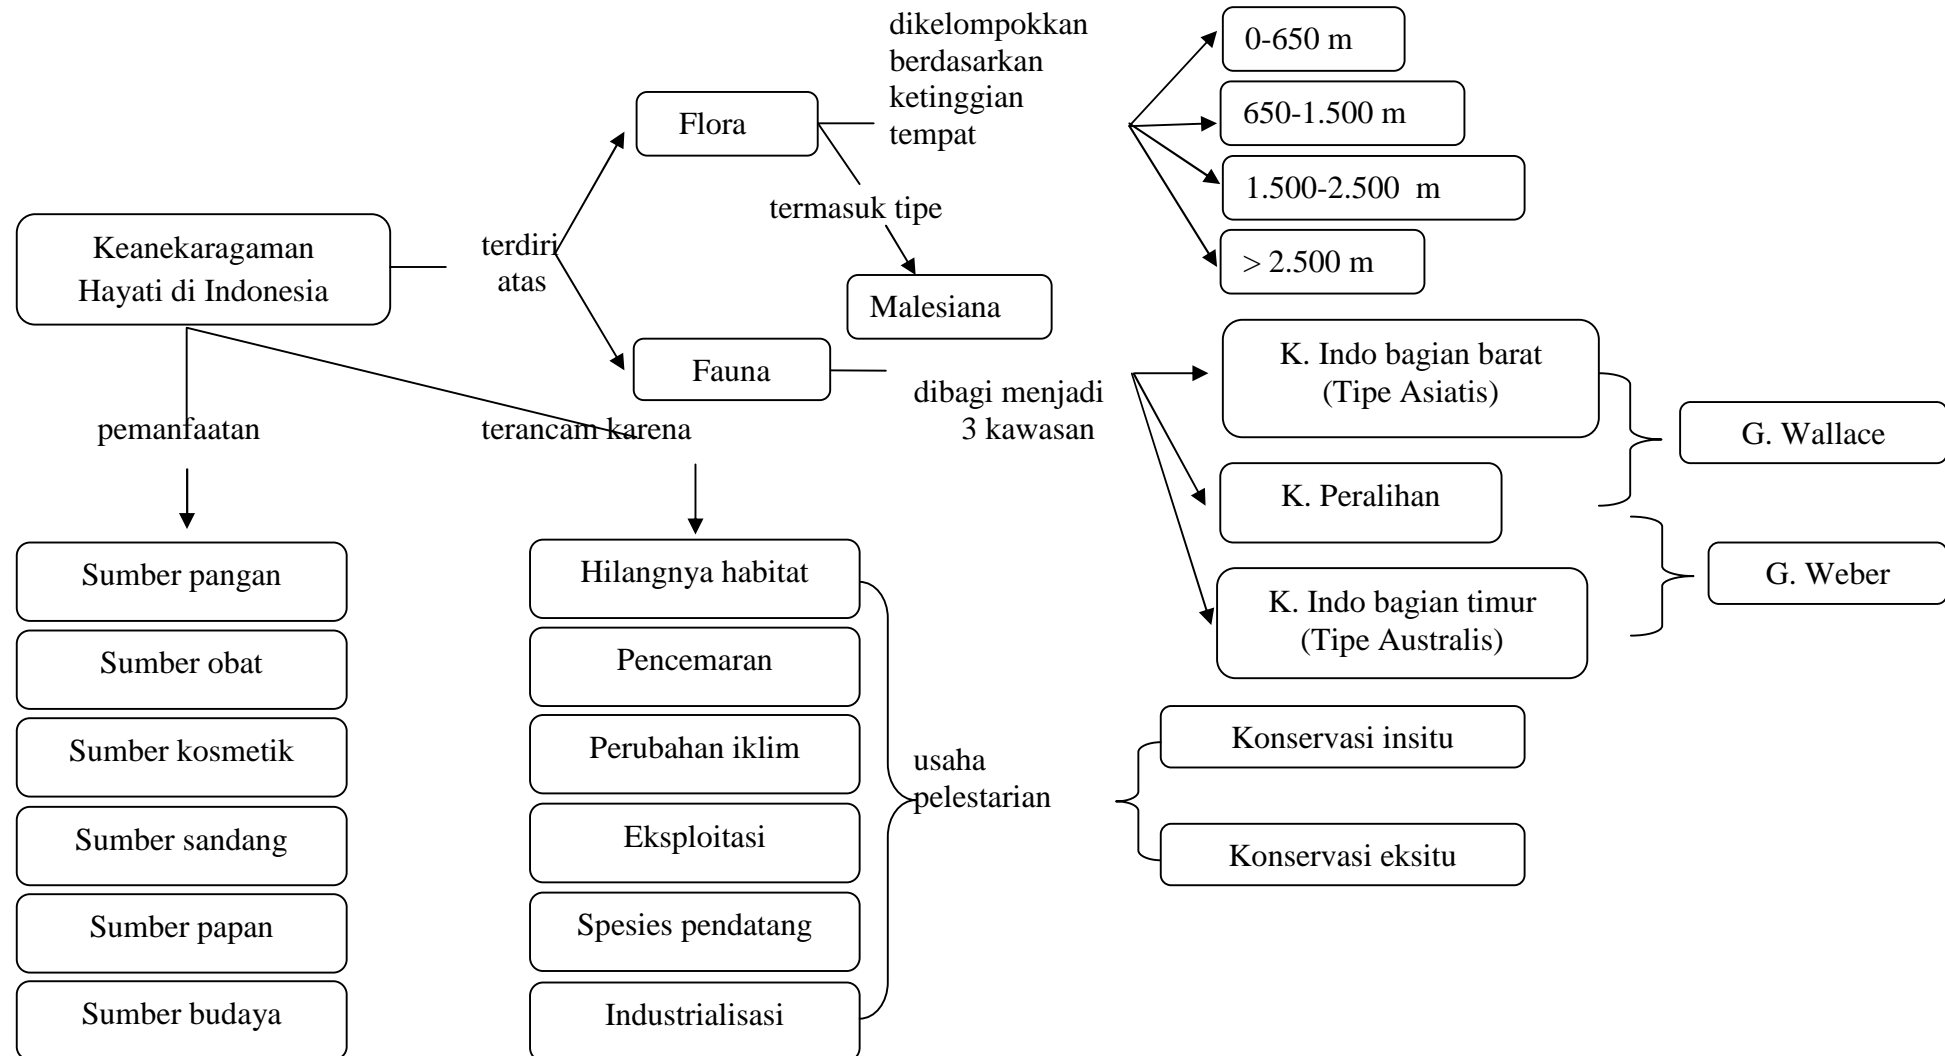 dikelompokkan
berdasarkan
ketinggian
tempat
0-650 m
650-1.500 m
1.500-2.500 m
> 2.500 m
Flora
termasuk tipe
Malesiana
Keanekaragaman
Hayati di Indonesia
terdiri
atas
Fauna
dibagi menjadi
3 kawasan
K. Indo bagian barat
(Tipe Asiatis)
K. Peralihan
K. Indo bagian timur
(Tipe Australis)
G. Wallace
G. Weber
pemanfaatan
Sumber pangan
Sumber obat
Sumber kosmetik
Sumber sandang
Sumber papan
Sumber budaya
terancam karena
Hilangnya habitat
Pencemaran
Perubahan iklim
Eksploitasi
Spesies pendatang
Industrialisasi
usaha
pelestarian
Konservasi insitu
Konservasi eksitu